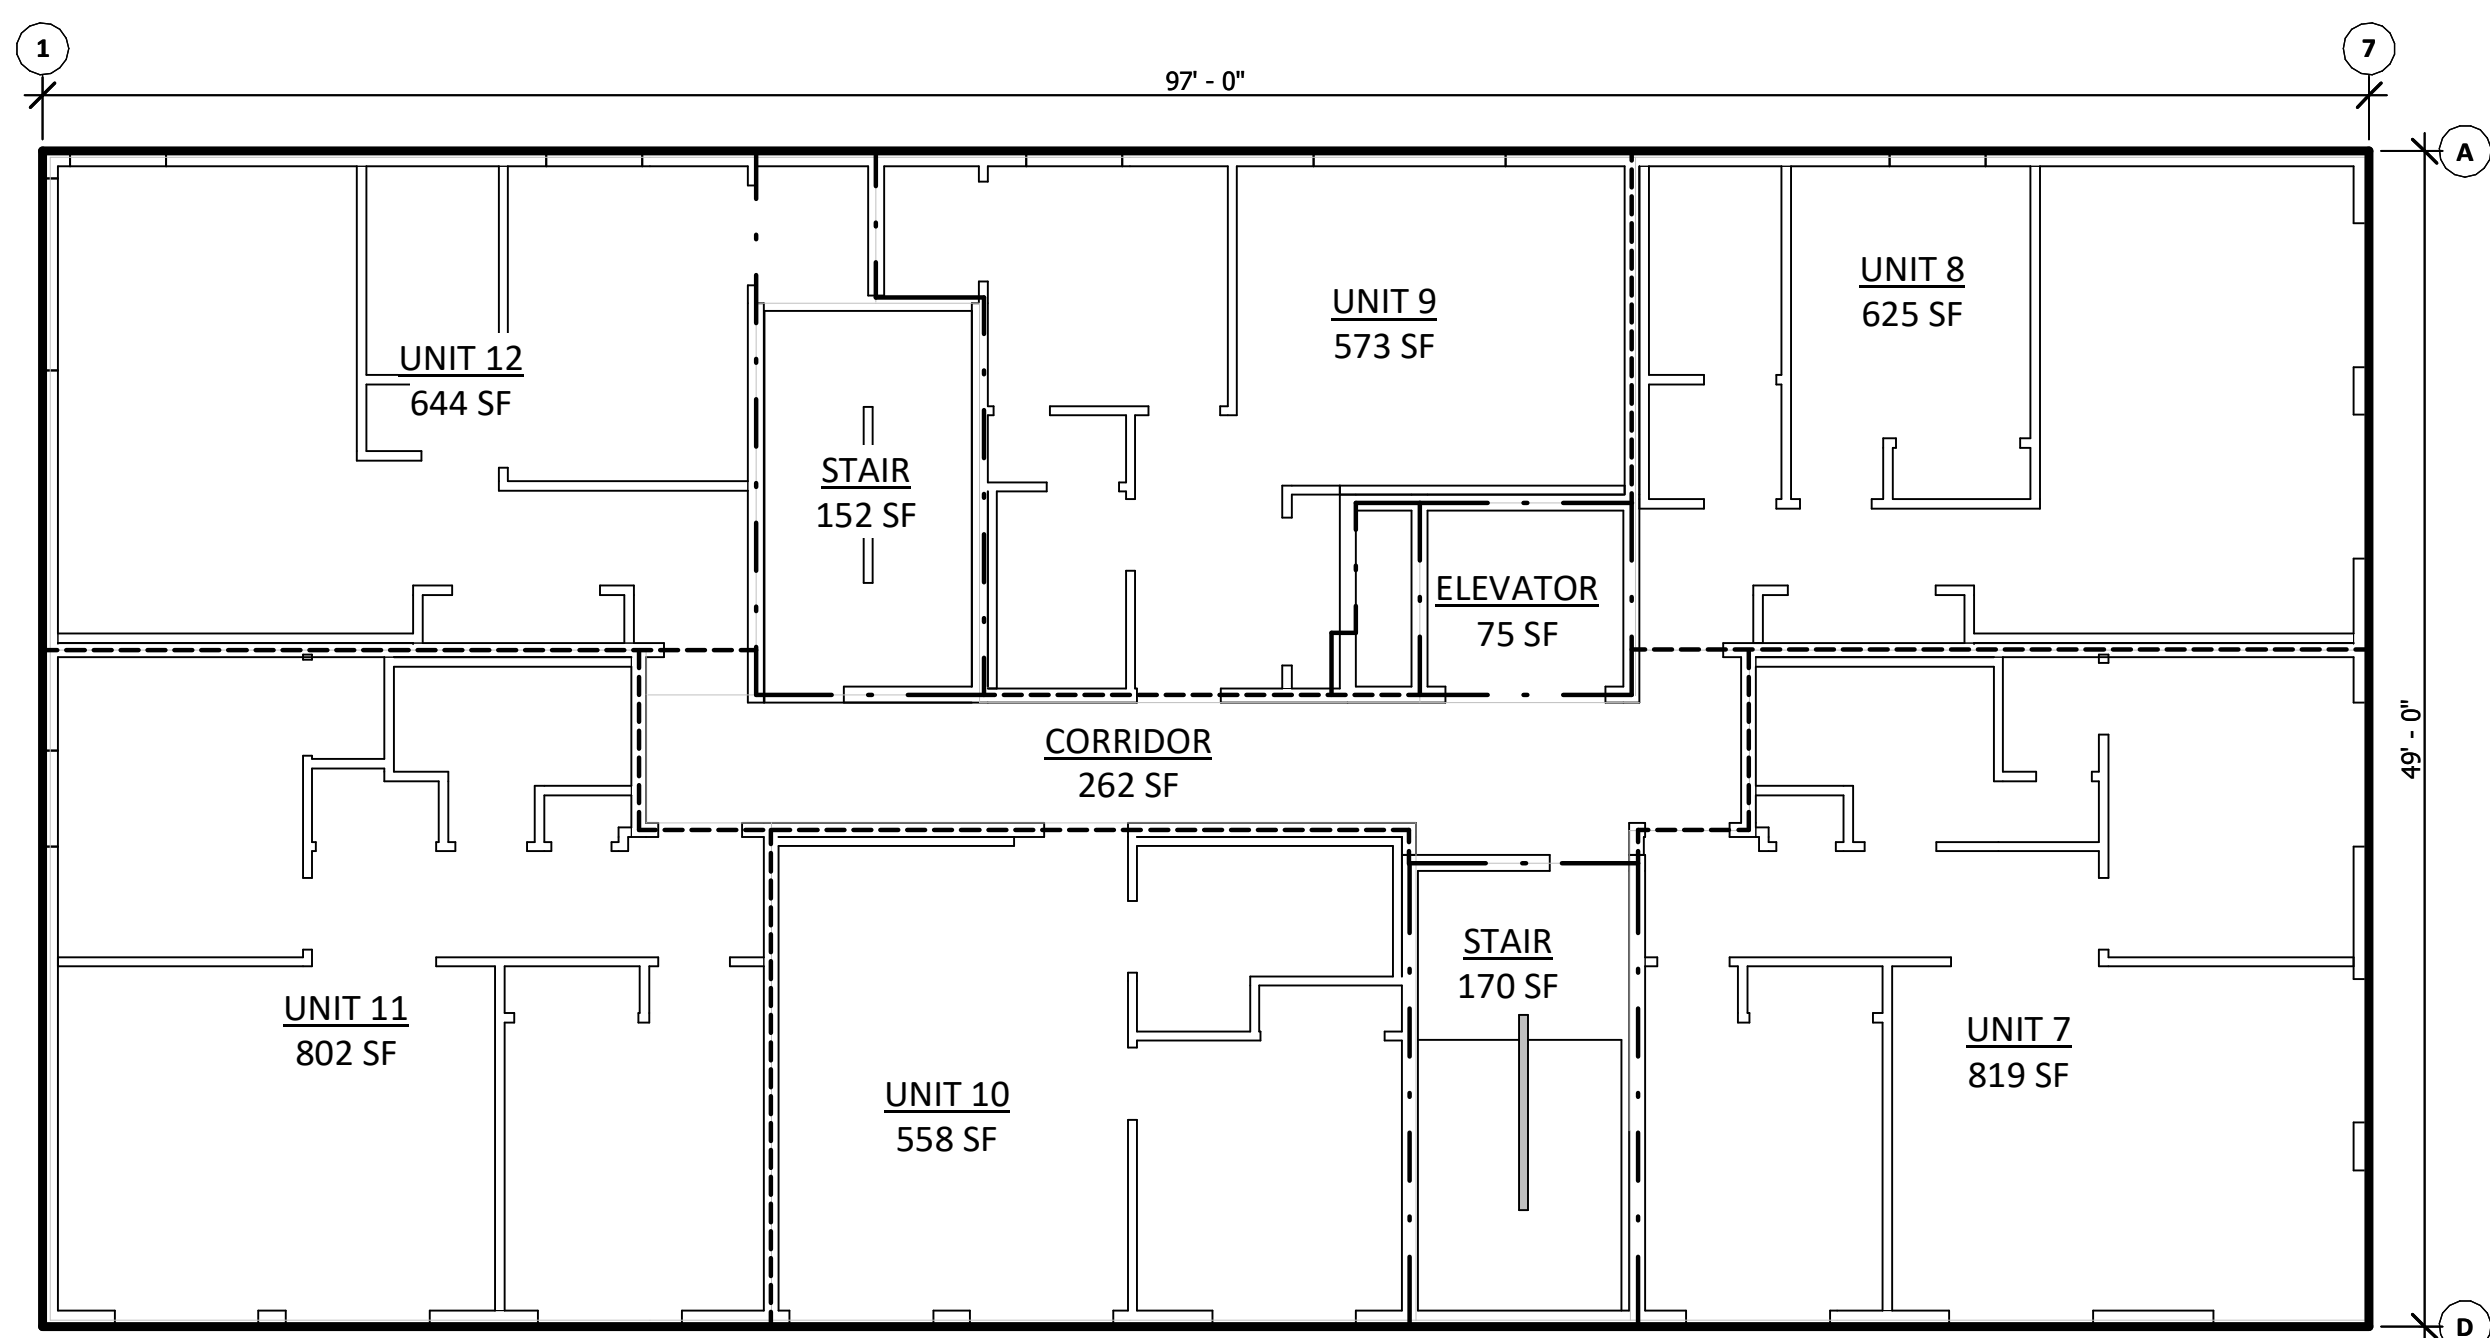 1
7
97' - 0"
A
UNIT 8
625 SF
UNIT 9
573 SF
UNIT 12
644 SF
STAIR
152 SF
ELEVATOR
75 SF
CORRIDOR
262 SF
49' - 0"
STAIR
170 SF
UNIT 11
802 SF
UNIT 7
819 SF
UNIT 10
558 SF
D